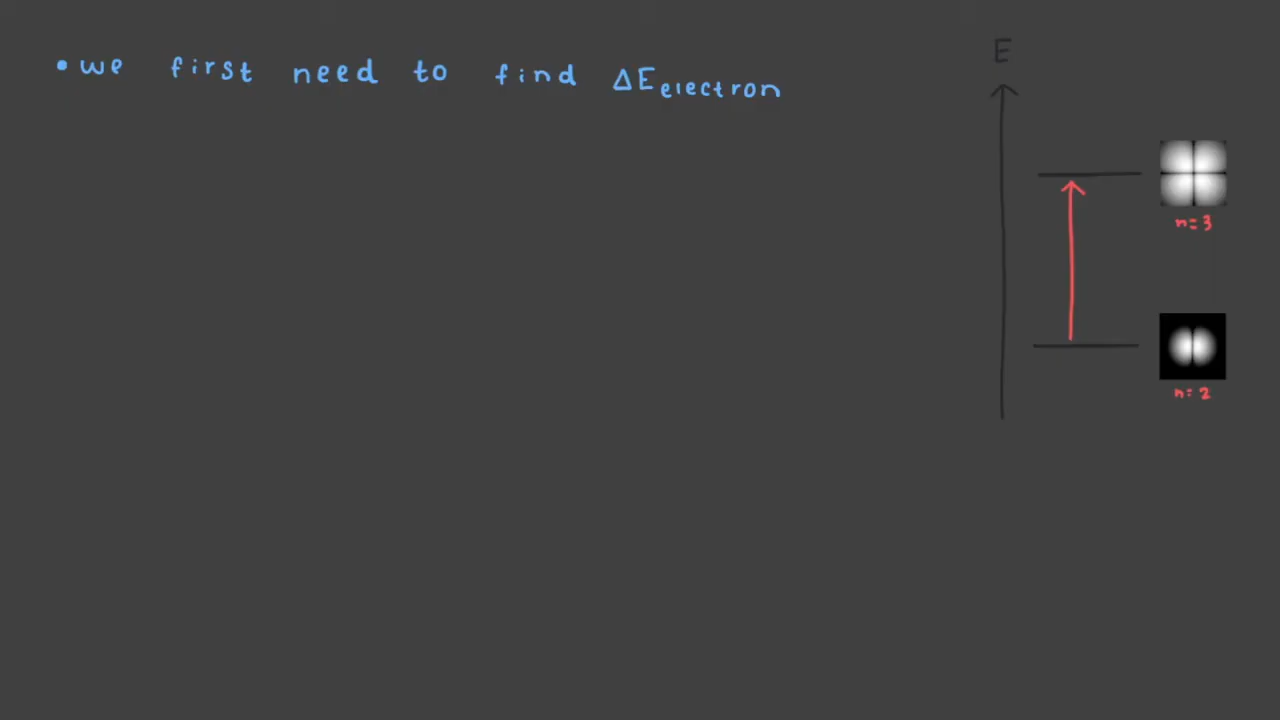 • we first need to find ΔEelectron
E
n=3
n=2